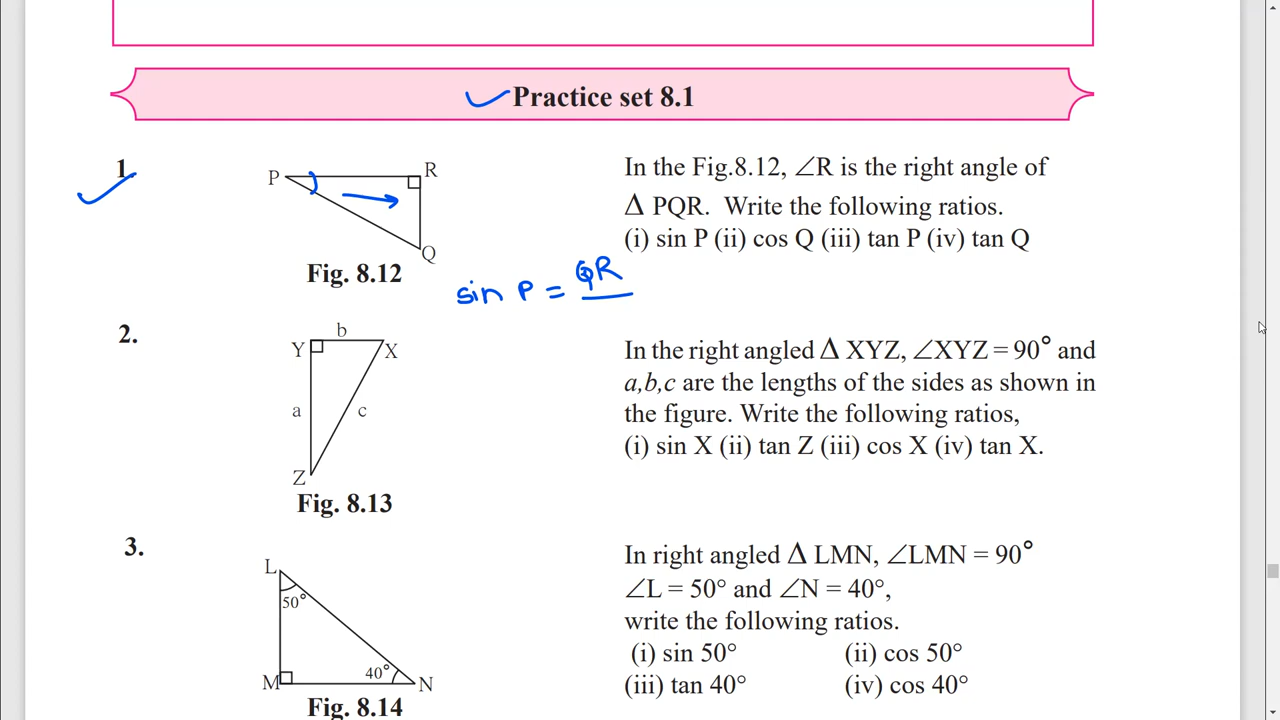 Practice set 8.1
1.
P
R
Q
Fig. 8.12
In the Fig.8.12, ∠R is the right angle of
Δ PQR. Write the following ratios.
(i) sin P (ii) cos Q (iii) tan P (iv) tan Q
sin P = QR
2.
b
Y
X
a
c
Z
Fig. 8.13
In the right angled Δ XYZ, ∠XYZ = 90° and
a,b,c are the lengths of the sides as shown in
the figure. Write the following ratios,
(i) sin X (ii) tan Z (iii) cos X (iv) tan X.
3.
L
50°
M
40°
N
Fig. 8.14
In right angled Δ LMN, ∠LMN = 90°
∠L = 50° and ∠N = 40°,
write the following ratios.
(i) sin 50° (ii) cos 50°
(iii) tan 40° (iv) cos 40°